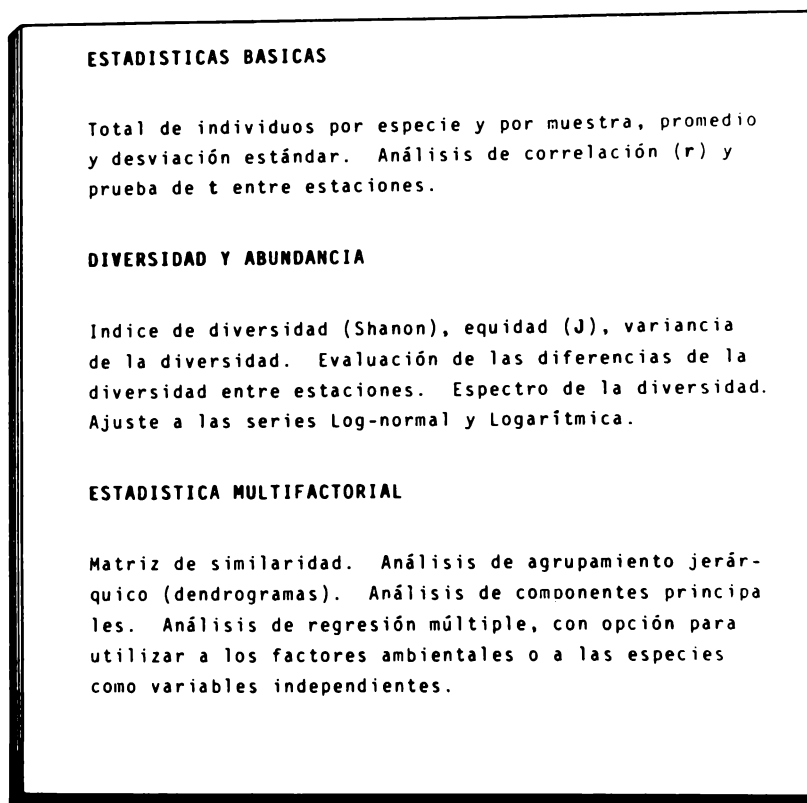 ESTADISTICAS BASICAS
Total de individuos por especie y por muestra, promedio
y desviación estándar. Análisis de correlación (r) y
prueba de t entre estaciones.
DIVERSIDAD Y ABUNDANCIA
Indice de diversidad (Shanon), equidad (J), variancia
de la diversidad. Evaluación de las diferencias de la
diversidad entre estaciones. Espectro de la diversidad.
Ajuste a las series Log-normal y Logarítmica.
ESTADISTICA MULTIFACTORIAL
Matriz de similaridad. Análisis de agrupamiento jerár-
quico (dendrogramas). Análisis de componentes principa
les. Análisis de regresión múltiple, con opción para
utilizar a los factores ambientales o a las especies
como variables independientes.